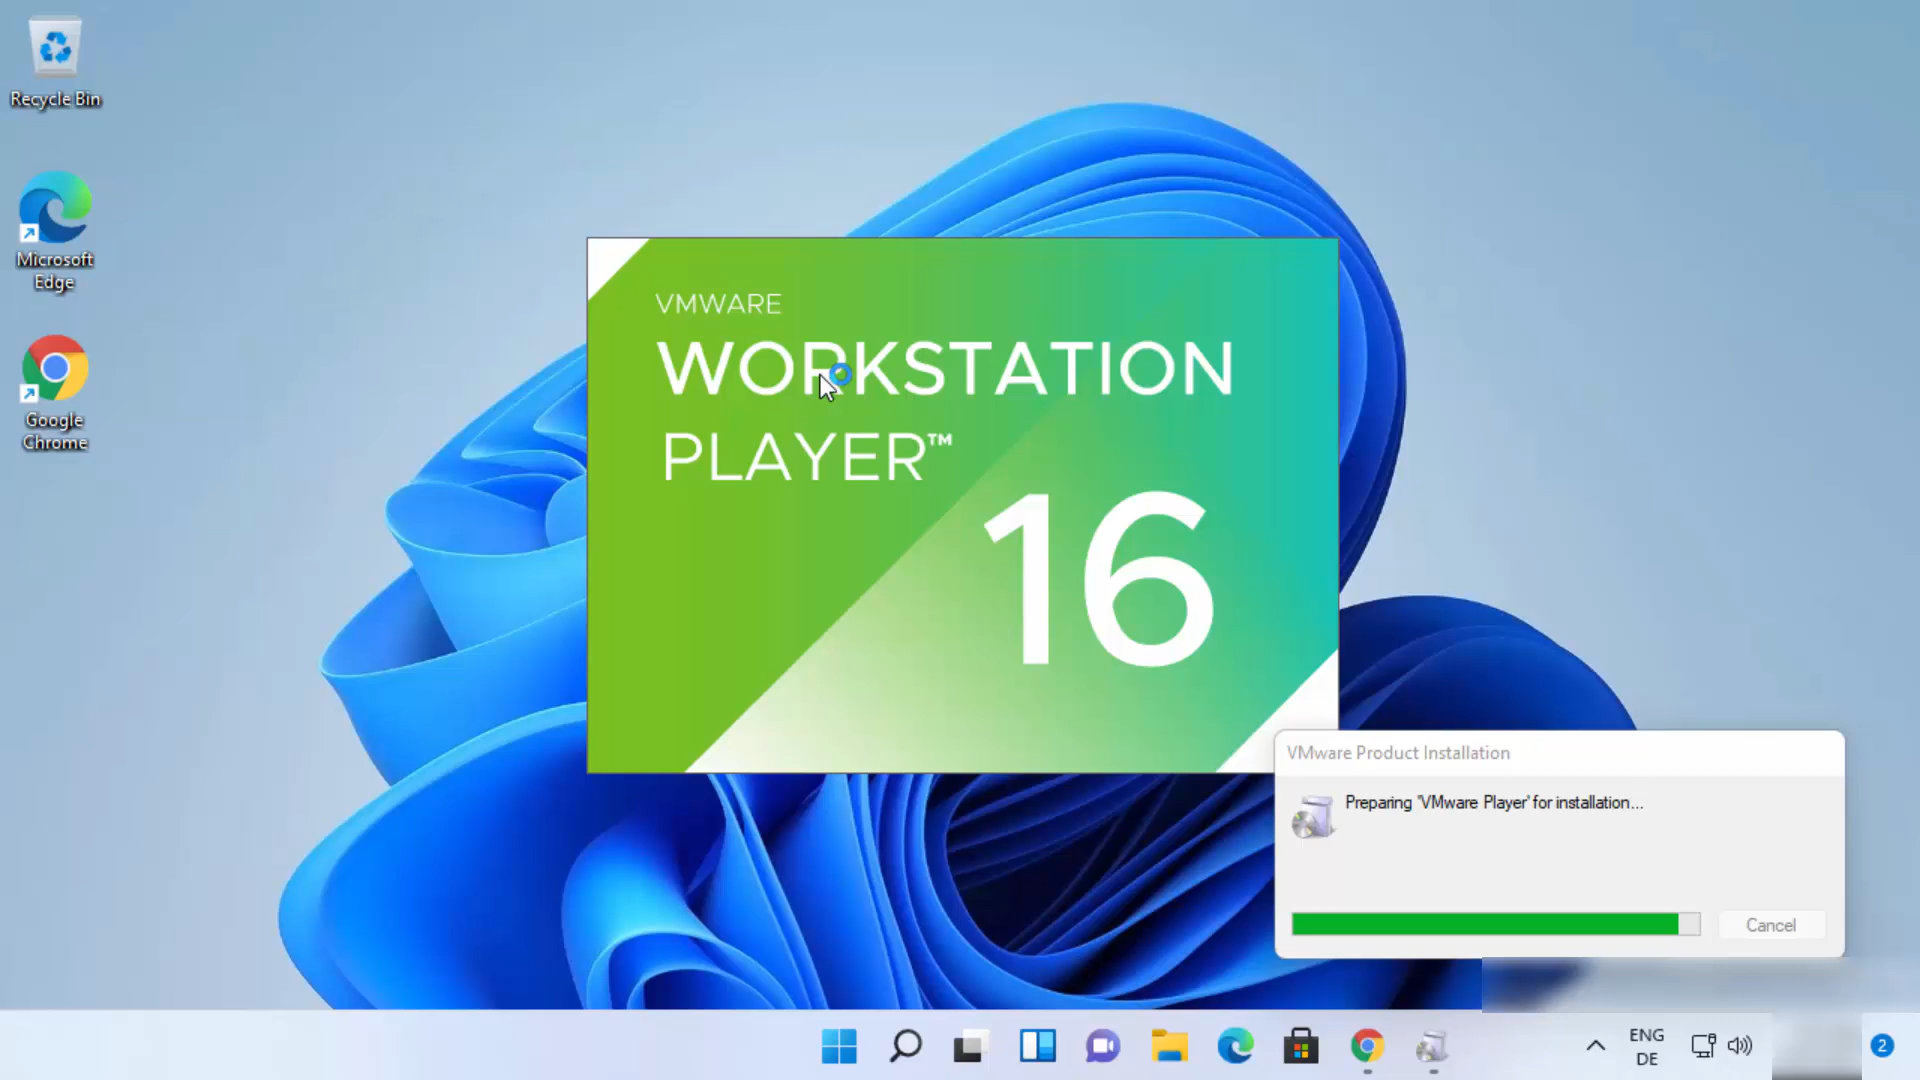 Recycle Bin
Microsoft
Edge
Google
Chrome
VMWARE
WORKSTATION
PLAYER™
16
VMware Product Installation
Preparing 'VMware Player' for installation...
Cancel
ENG
DE
2